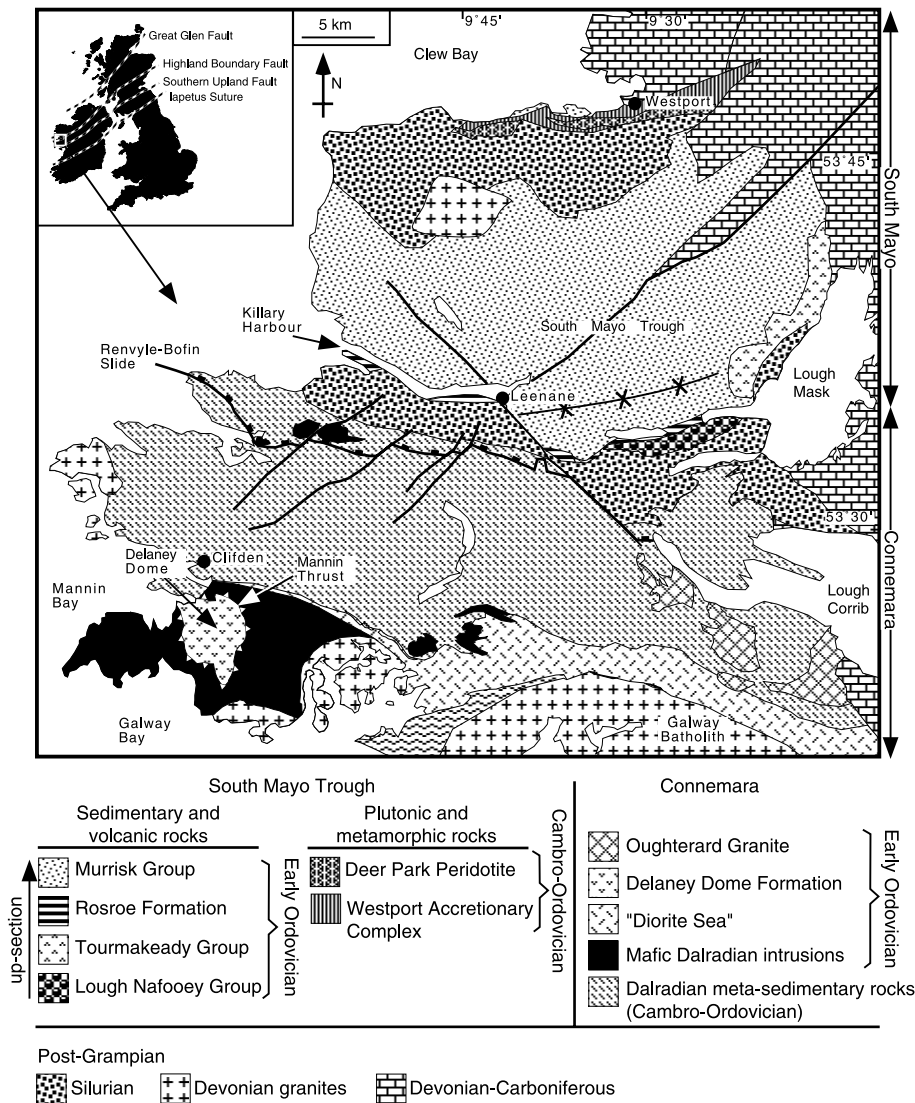 Great Glen Fault
Highland Boundary Fault
Southern Upland Fault
Iapetus Suture
5 km
N
9°45
9°30
Clew Bay
Westport
53°45'
South Mayo
Killary
Harbour
South Mayo Trough
Renvyle-Bofin
Slide
Leenane
Lough
Mask
53°30'
Connemara
Delaney
Dome
Clifden
Mannin
Thrust
Mannin
Bay
Lough
Corrib
Galway
Bay
Galway
Batholith
South Mayo Trough
Sedimentary and
volcanic rocks
up-section
Murrisk Group
Rosroe Formation
Tourmakeady Group
Lough Nafooey Group
Early Ordovician
Plutonic and
metamorphic rocks
Deer Park Peridotite
Westport Accretionary
Complex
Cambro-Ordovician
Connemara
Oughterard Granite
Delaney Dome Formation
"Diorite Sea"
Mafic Dalradian intrusions
Early Ordovician
Dalradian meta-sedimentary rocks
(Cambro-Ordovician)
Post-Grampian
Silurian
Devonian granites
Devonian-Carboniferous